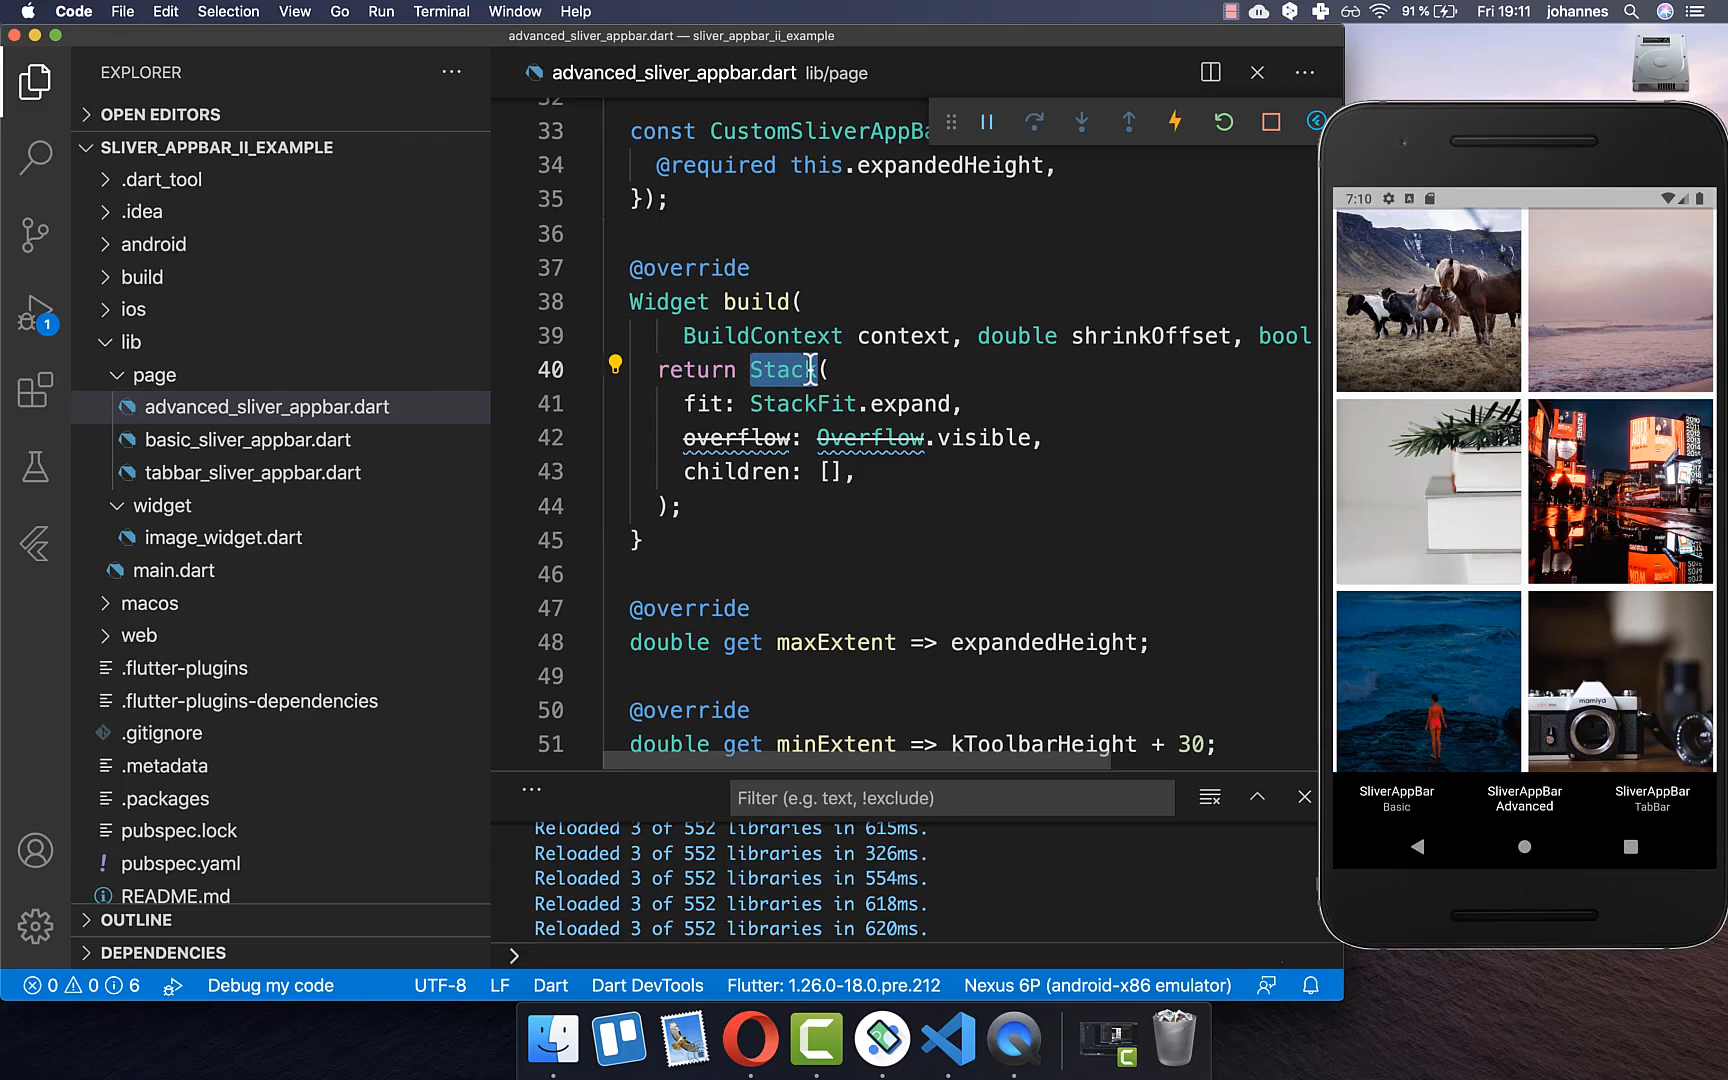 Code File Edit Selection View Go Run Terminal Window Help 91 % Fri 19:11 johannes
advanced_sliver_appbar.dart — sliver_appbar_ii_example
EXPLORER
OPEN EDITORS
SLIVER_APPBAR_II_EXAMPLE
.dart_tool
.idea
android
build
ios
lib
page
advanced_sliver_appbar.dart
basic_sliver_appbar.dart
tabbar_sliver_appbar.dart
widget
image_widget.dart
main.dart
macos
web
.flutter-plugins
.flutter-plugins-dependencies
.gitignore
.metadata
.packages
pubspec.lock
! pubspec.yaml
README.md
OUTLINE
DEPENDENCIES
1
advanced_sliver_appbar.dart lib/page
32
33 const CustomSliverAppBa
34 @required this.expandedHeight,
35 });
36
37 @override
38 Widget build(
39 BuildContext context, double shrinkOffset, bool
40 return Stack(
41 fit: StackFit.expand,
42 overflow: Overflow.visible,
43 children: [],
44 );
45 }
46
47 @override
48 double get maxExtent => expandedHeight;
49
50 @override
51 double get minExtent => kToolbarHeight + 30;
Filter (e.g. text, !exclude)
Reloaded 3 of 552 libraries in 615ms.
Reloaded 3 of 552 libraries in 326ms.
Reloaded 3 of 552 libraries in 554ms.
Reloaded 3 of 552 libraries in 618ms.
Reloaded 3 of 552 libraries in 620ms.
0 0 6 Debug my code UTF-8 LF Dart Dart DevTools Flutter: 1.26.0-18.0.pre.212 Nexus 6P (android-x86 emulator)
7:10
mamiya
SliverAppBar
Basic
SliverAppBar
Advanced
SliverAppBar
TabBar